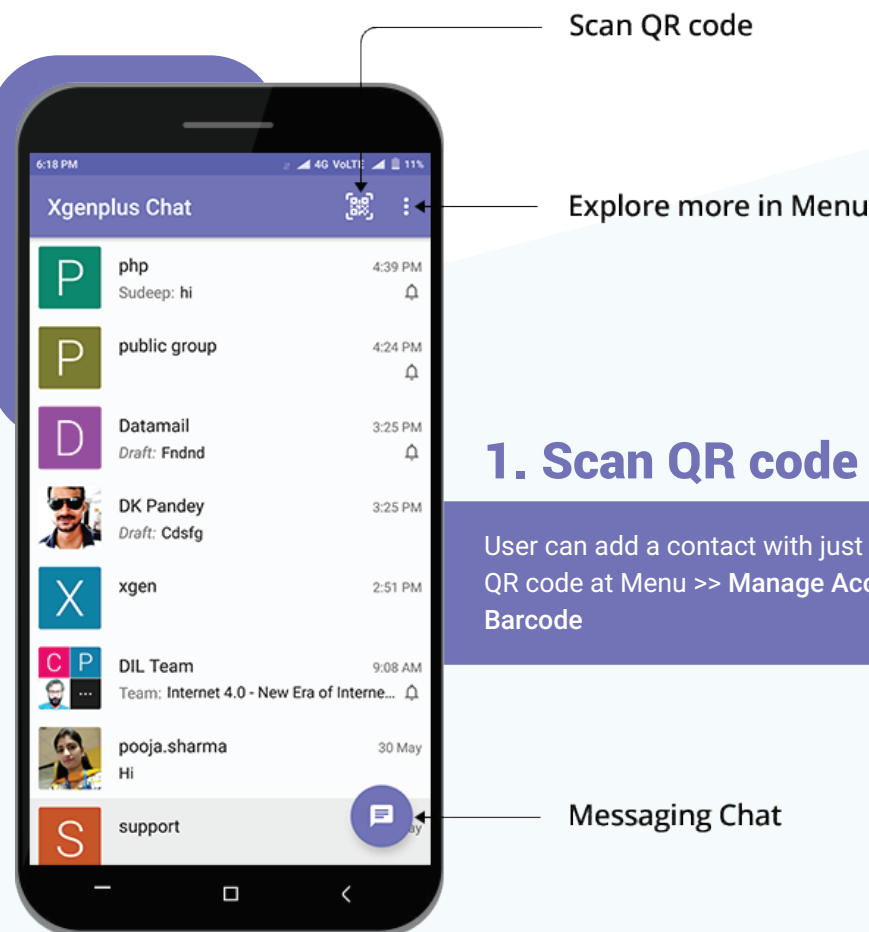 Scan QR code
6:18 PM
4G VoLTE
11%
Xgenplus Chat
Explore more in Menu
P
php
4:39 PM
Sudeep: hi
P
public group
4:24 PM
D
Datamail
3:25 PM
Draft: Fndnd
DK Pandey
3:25 PM
Draft: Cdsfg
1. Scan QR code
User can add a contact with just
QR code at Menu >> Manage Acc
Barcode
X
xgen
2:51 PM
C P
DIL Team
9:08 AM
Team: Internet 4.0 - New Era of Interne...
pooja.sharma
30 May
Hi
S
support
Messaging Chat